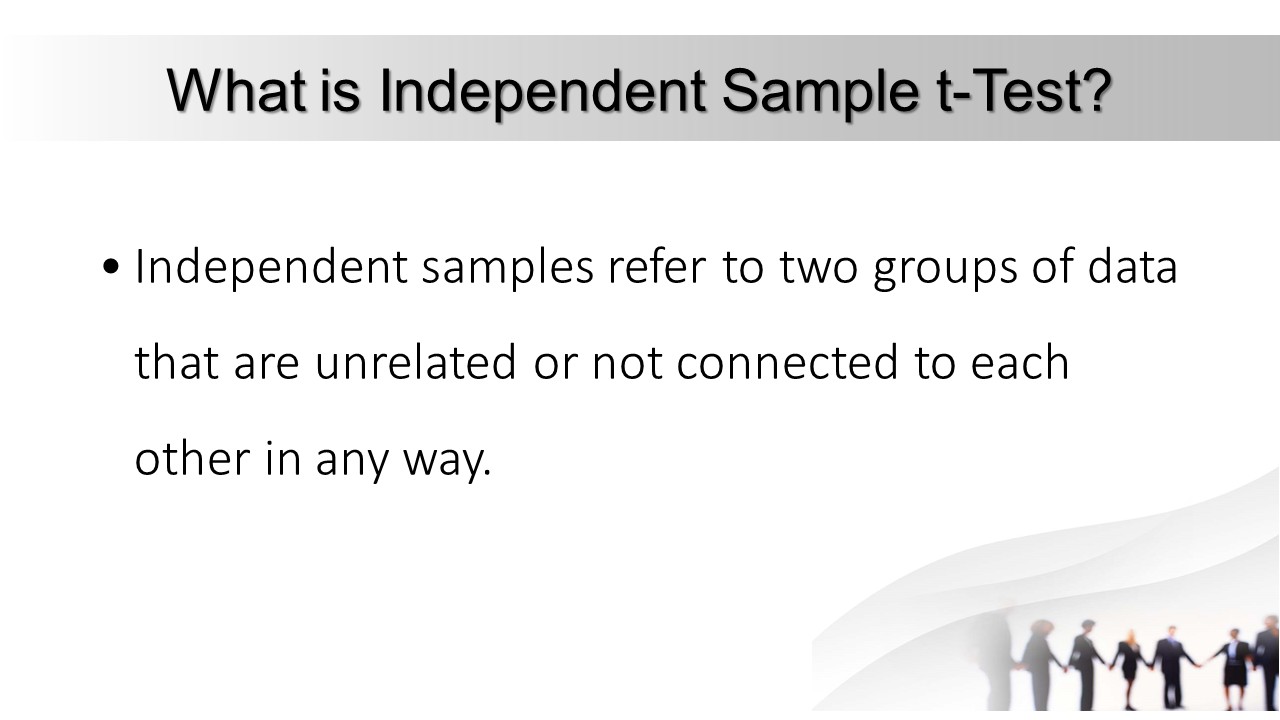 What is Independent Sample t-Test?
• Independent samples refer to two groups of data
that are unrelated or not connected to each
other in any way.